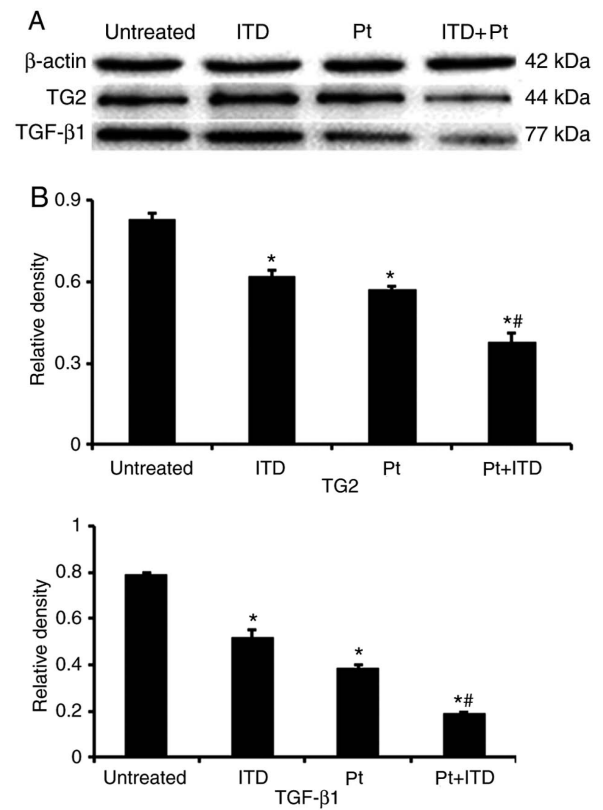 A
Untreated ITD Pt ITD+Pt
β-actin 42 kDa
TG2 44 kDa
TGF-β1 77 kDa
B
0.9
0.6
0.3
0
Relative density
* * *#
Untreated ITD Pt Pt+ITD
TG2
1
0.8
0.6
0.4
0.2
0
Relative density
* * *#
Untreated ITD Pt Pt+ITD
TGF-β1